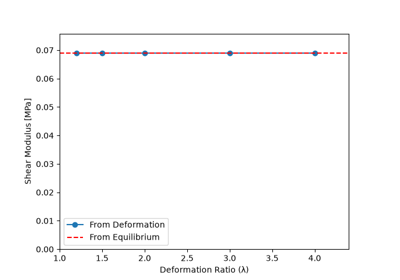 0.07
0.06
0.05
0.04
0.03
0.02
0.01
0.00
Shear Modulus [MPa]
From Deformation
From Equilibrium
1.0 1.5 2.0 2.5 3.0 3.5 4.0
Deformation Ratio (λ)